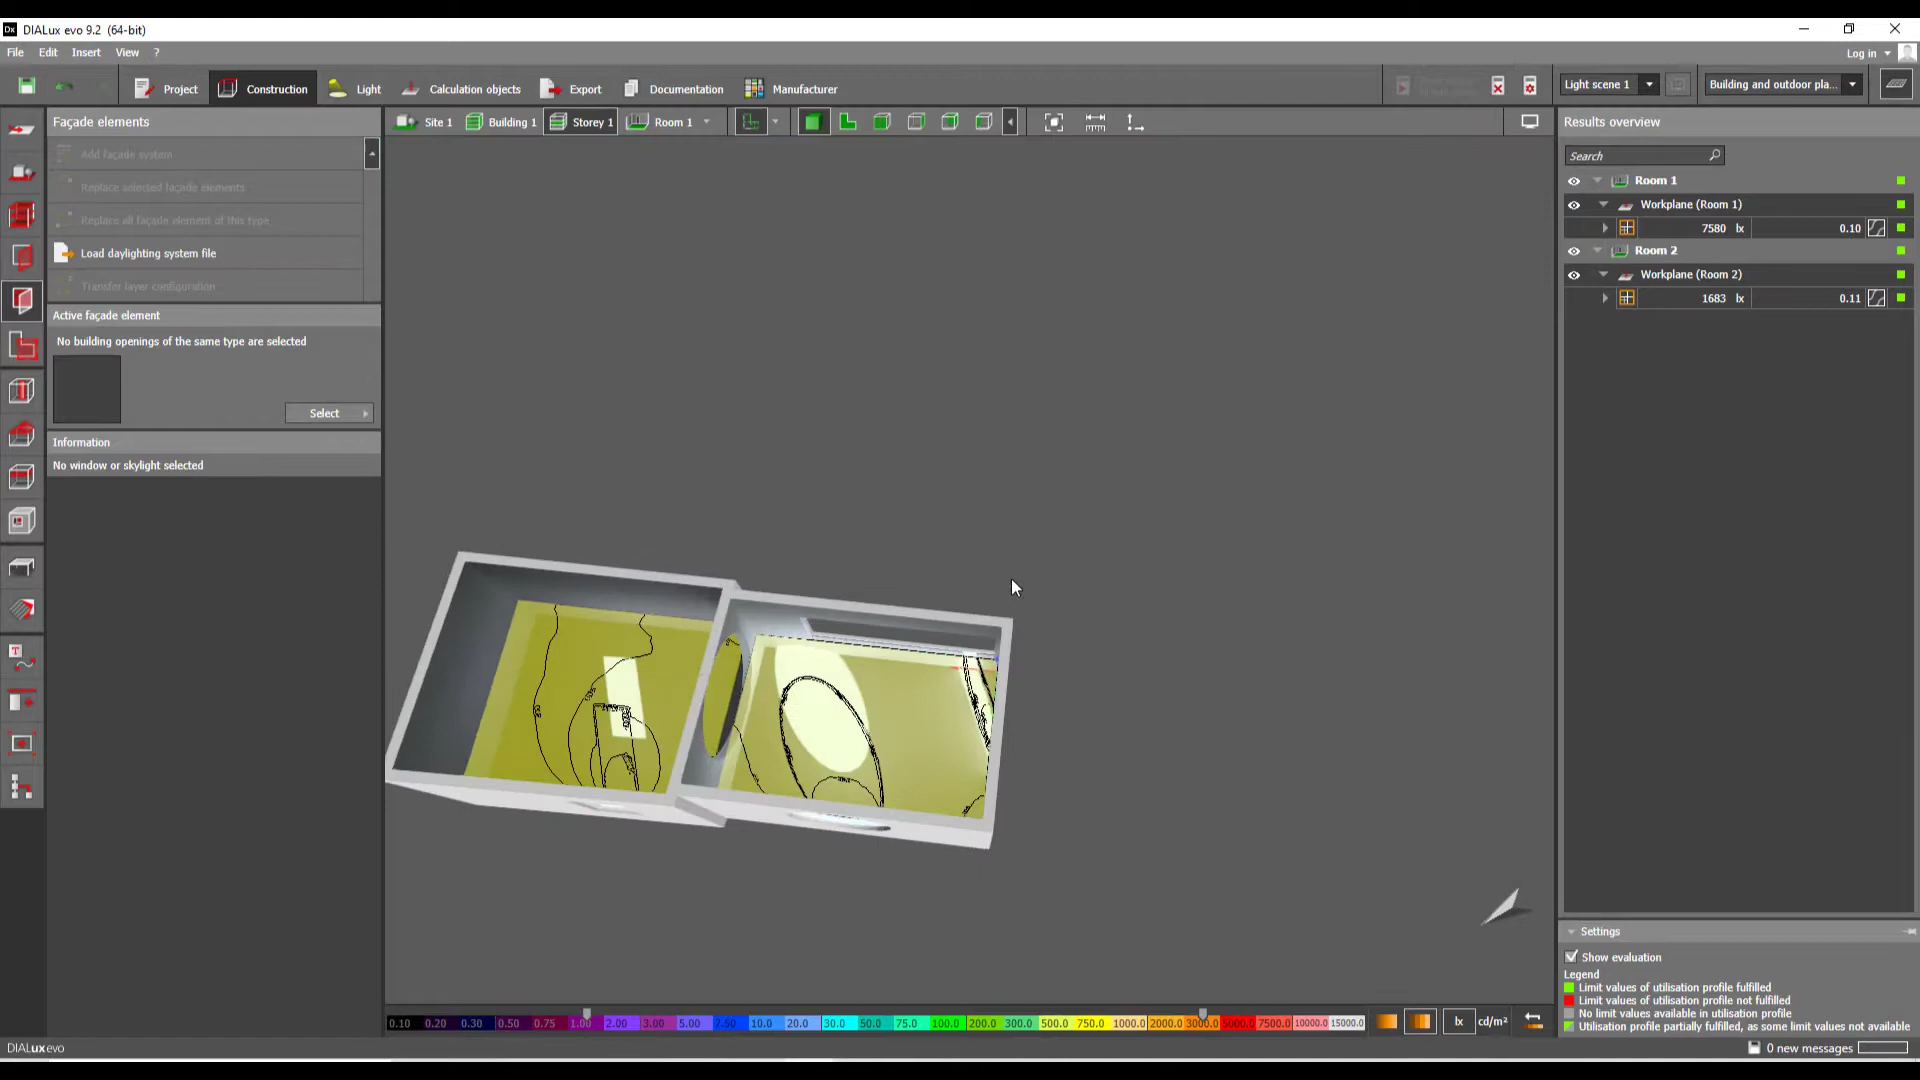 DIALux evo 9.2 (64-bit)
File Edit Insert View ?
Log in
Project Construction Light Calculation objects Export Documentation Manufacturer
Light scene 1
Building and outdoor pla...
Façade elements
Site 1 Building 1 Storey 1 Room 1
Results overview
Add façade system
Replace selected façade elements
Replace all façade element of this type
Load daylighting system file
Transfer layer configuration
Active façade element
No building openings of the same type are selected
Select
Information
No window or skylight selected
Search
Room 1
Workplane (Room 1)
7580 lx 0.10
Room 2
Workplane (Room 2)
1683 lx 0.11
Settings
Show evaluation
Legend
Limit values of utilisation profile fulfilled
Limit values of utilisation profile not fulfilled
No limit values available in utilisation profile
Utilisation profile partially fulfilled, as some limit values not available
0.10 0.20 0.30 0.50 0.75 1.00 2.00 3.00 5.00 7.50 10.0 20.0 30.0 50.0 75.0 100.0 200.0 300.0 500.0 750.0 1000.0 2000.0 3000.0 5000.0 7500.0 10000.0 15000.0
lx cd/m²
DIALux evo
0 new messages